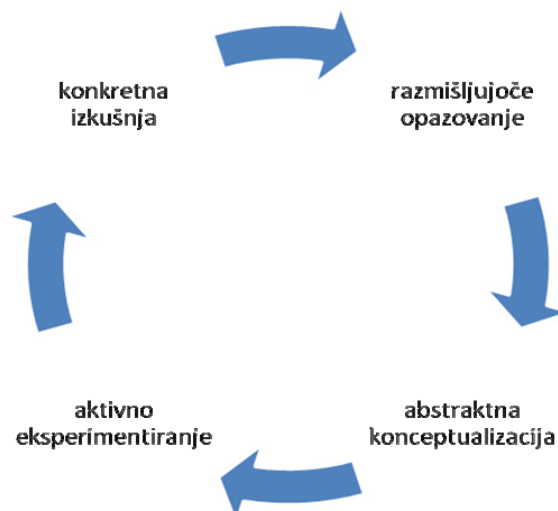 konkretna
izkušnja
razmišljujoče
opazovanje
aktivno
eksperimentiranje
abstraktna
konceptualizacija